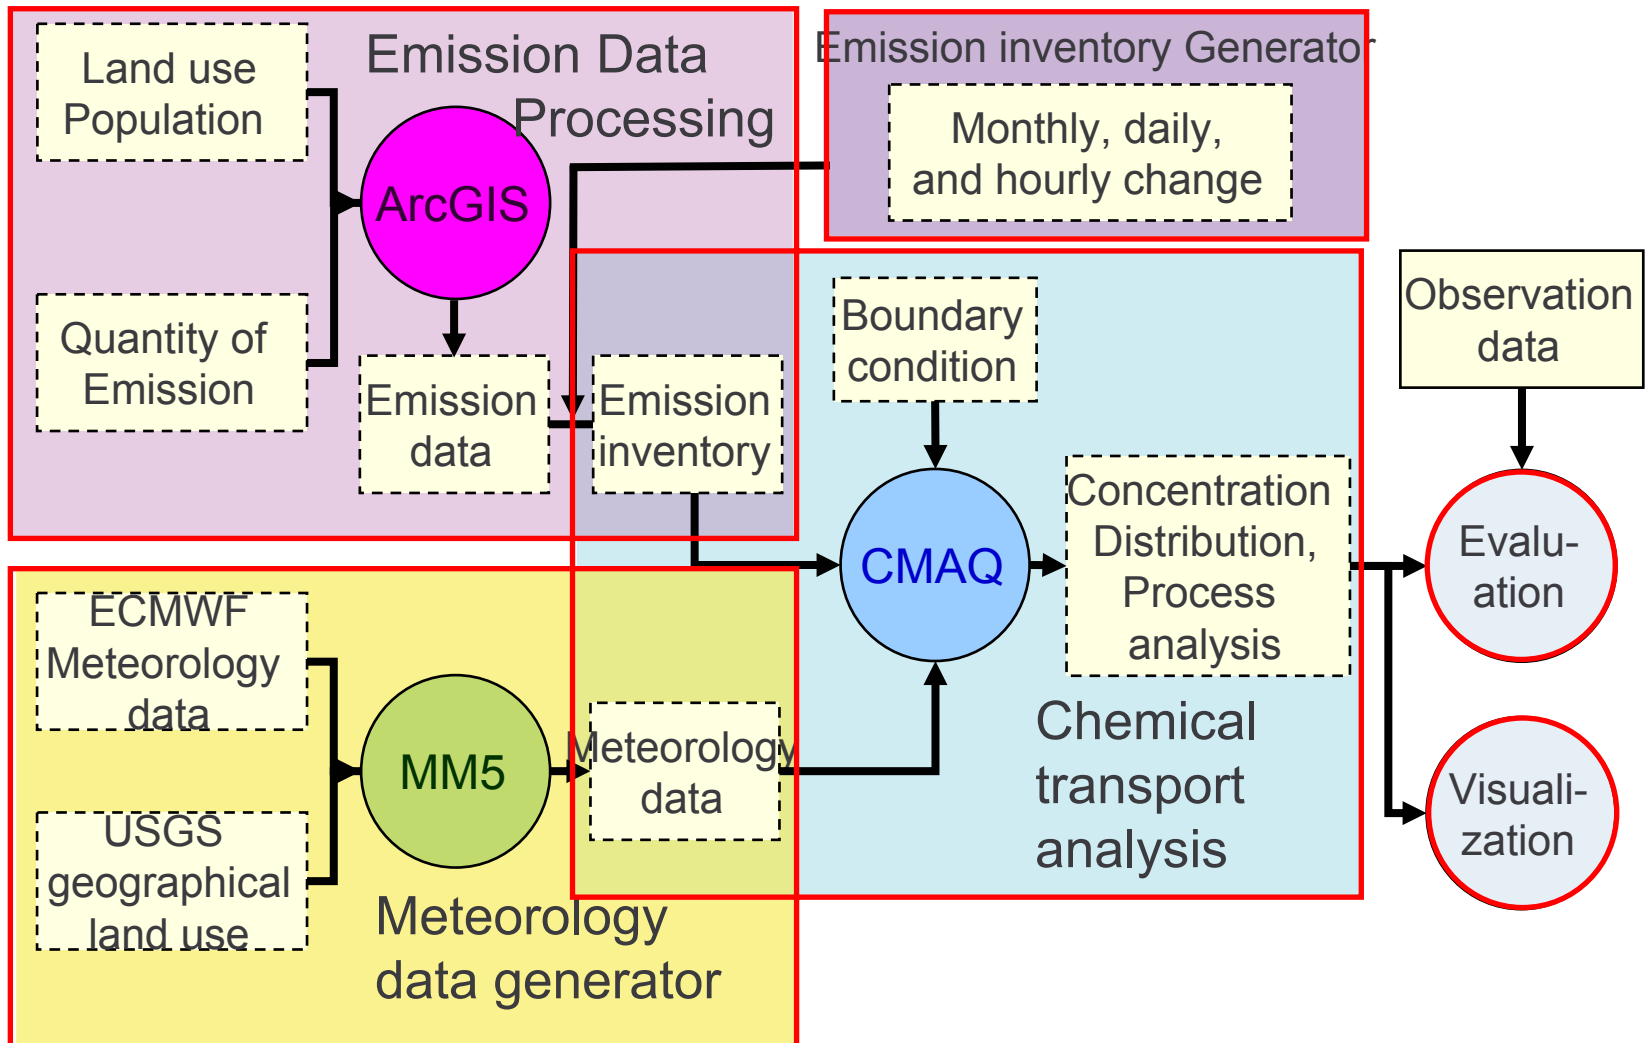 Land use
Population
Emission Data
Processing
ArcGIS
Quantity of
Emission
Emission
data
Emission
inventory
Emission inventory Generator
Monthly, daily,
and hourly change
Boundary
condition
CMAQ
Concentration
Distribution,
Process
analysis
Chemical
transport
analysis
Observation
data
Evalu-
ation
Visuali-
zation
ECMWF
Meteorology
data
USGS
geographical
land use
MM5
Meteorology
data
Meteorology
data generator